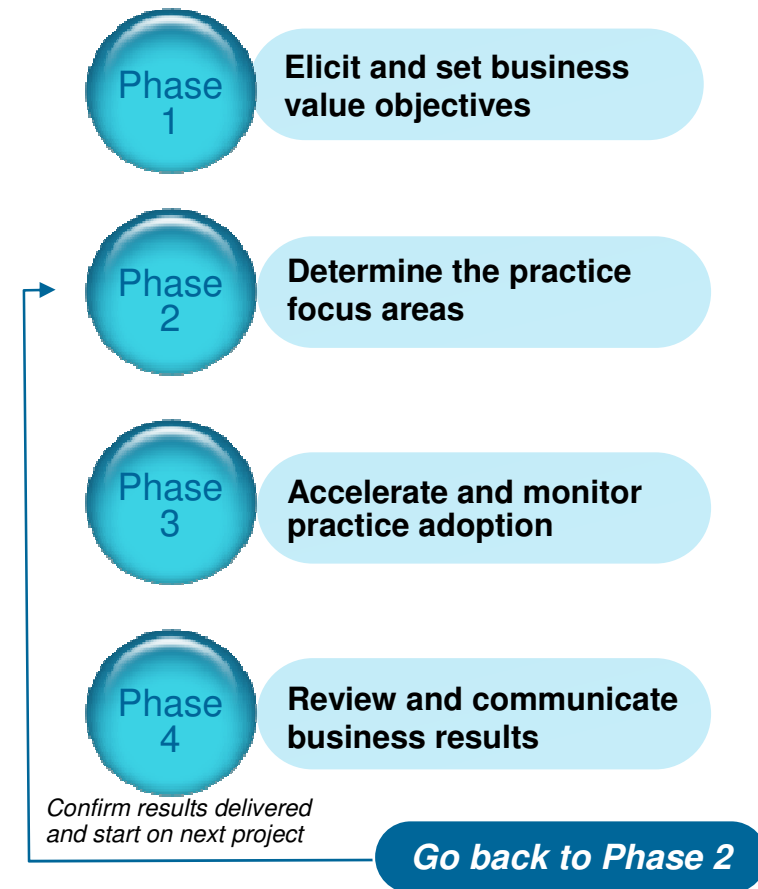 Phase
1
Elicit and set business
value objectives
Phase
2
Determine the practice
focus areas
Phase
3
Accelerate and monitor
practice adoption
Phase
4
Review and communicate
business results
Confirm results delivered
and start on next project
Go back to Phase 2